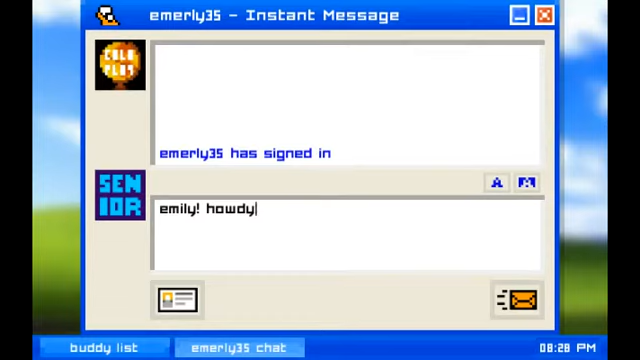 emerly35 - Instant Message
COLD
PLAY
emerly35 has signed in
SEN
IOR
A A
emily! howdy
buddy list emerly35 chat 08:28 PM